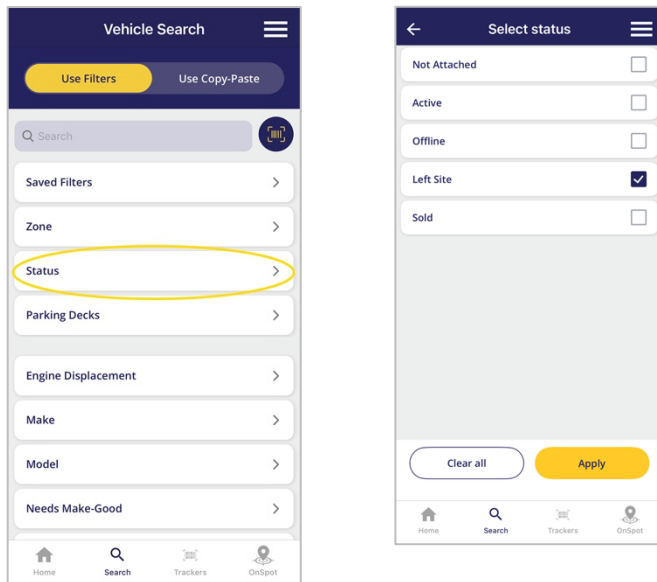 Vehicle Search
Use Filters
Use Copy-Paste
Search
Saved Filters
Zone
Status
Parking Decks
Engine Displacement
Make
Model
Needs Make-Good
Home
Search
Trackers
OnSpot
Select status
Not Attached
Active
Offline
Left Site
Sold
Clear all
Apply
Home
Search
Trackers
OnSpot